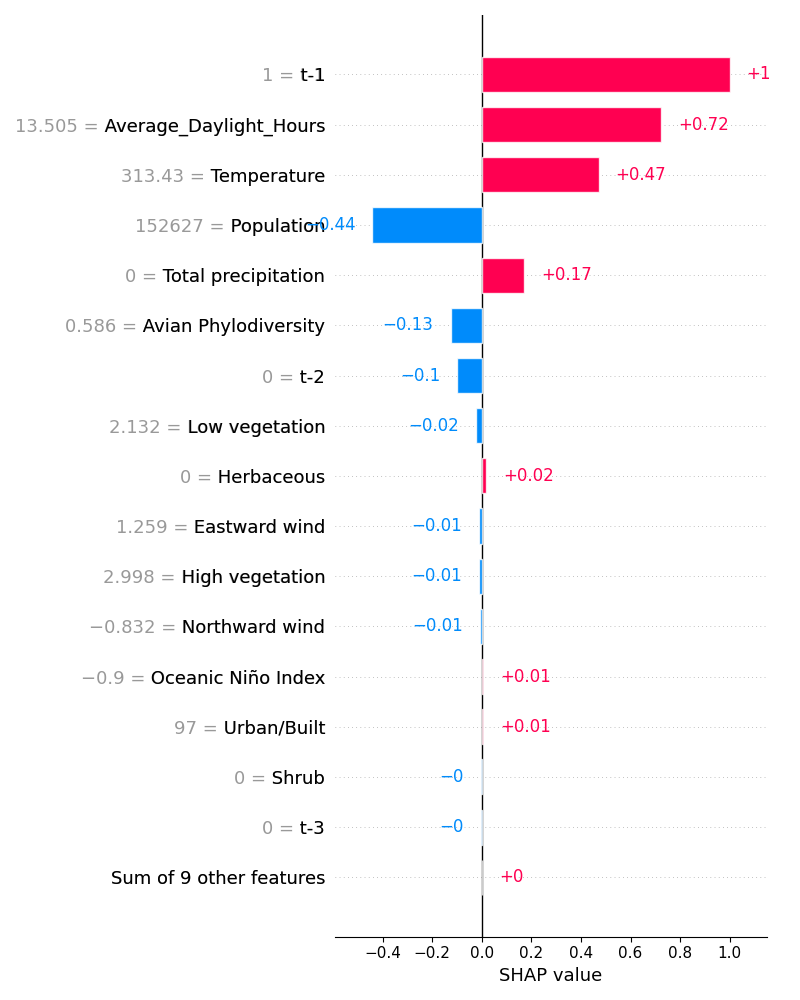 1 = t-1 +1
13.505 = Average_Daylight_Hours +0.72
313.43 = Temperature +0.47
152627 = Population −0.44
0 = Total precipitation +0.17
0.586 = Avian Phylodiversity −0.13
0 = t-2 −0.1
2.132 = Low vegetation −0.02
0 = Herbaceous +0.02
1.259 = Eastward wind −0.01
2.998 = High vegetation −0.01
−0.832 = Northward wind −0.01
−0.9 = Oceanic Niño Index +0.01
97 = Urban/Built +0.01
0 = Shrub −0
0 = t-3 −0
Sum of 9 other features +0
−0.4 −0.2 0.0 0.2 0.4 0.6 0.8 1.0
SHAP value